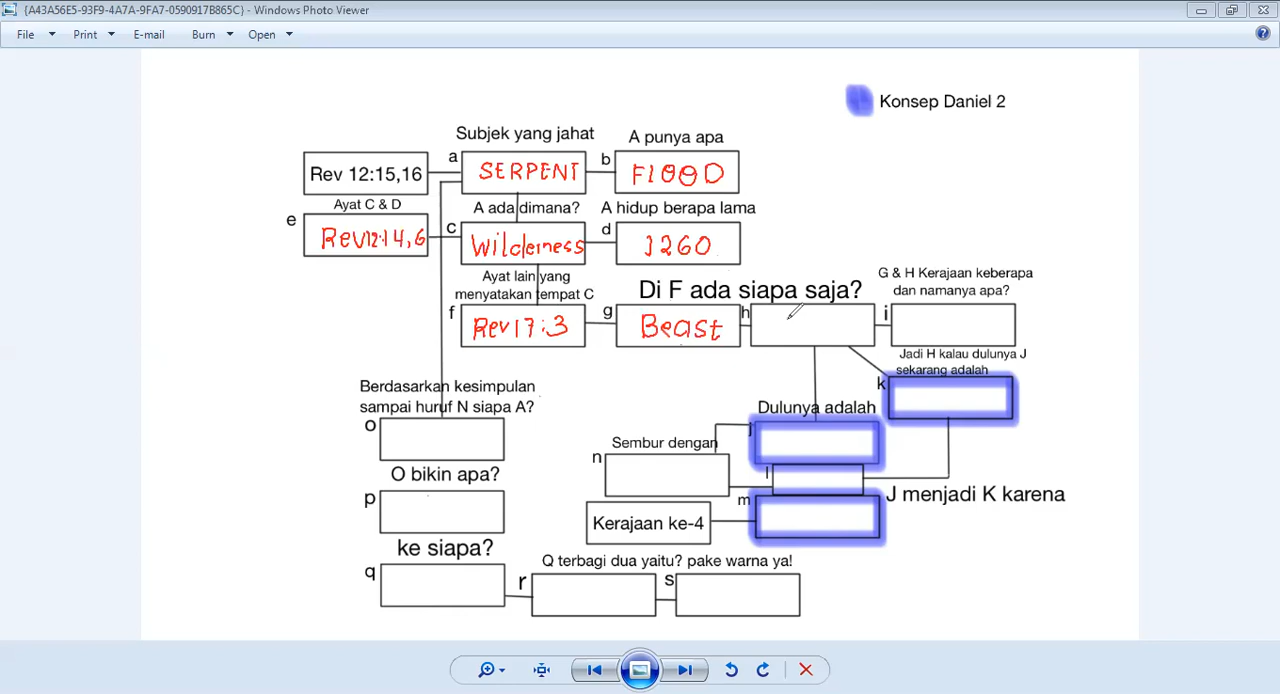 {A43A56E5-93F9-4A7A-9FA7-0590917B865C} - Windows Photo Viewer
File Print E-mail Burn Open
Konsep Daniel 2
Subjek yang jahat
A punya apa
Rev 12:15,16
a
SERPENT
b
FlOOD
Ayat C & D
A ada dimana?
A hidup berapa lama
e
Rev12:14,6
c
Wilderness
d
1260
Ayat lain yang
menyatakan tempat C
Di F ada siapa saja?
G & H Kerajaan keberapa
dan namanya apa?
f
Rev17:3
g
Beast
h
i
Jadi H kalau dulunya J
sekarang adalah
k
Berdasarkan kesimpulan
sampai huruf N siapa A?
Dulunya adalah
o
j
Sembur dengan
n
l
O bikin apa?
J menjadi K karena
p
m
Kerajaan ke-4
ke siapa?
Q terbagi dua yaitu? pake warna ya!
q
r
s